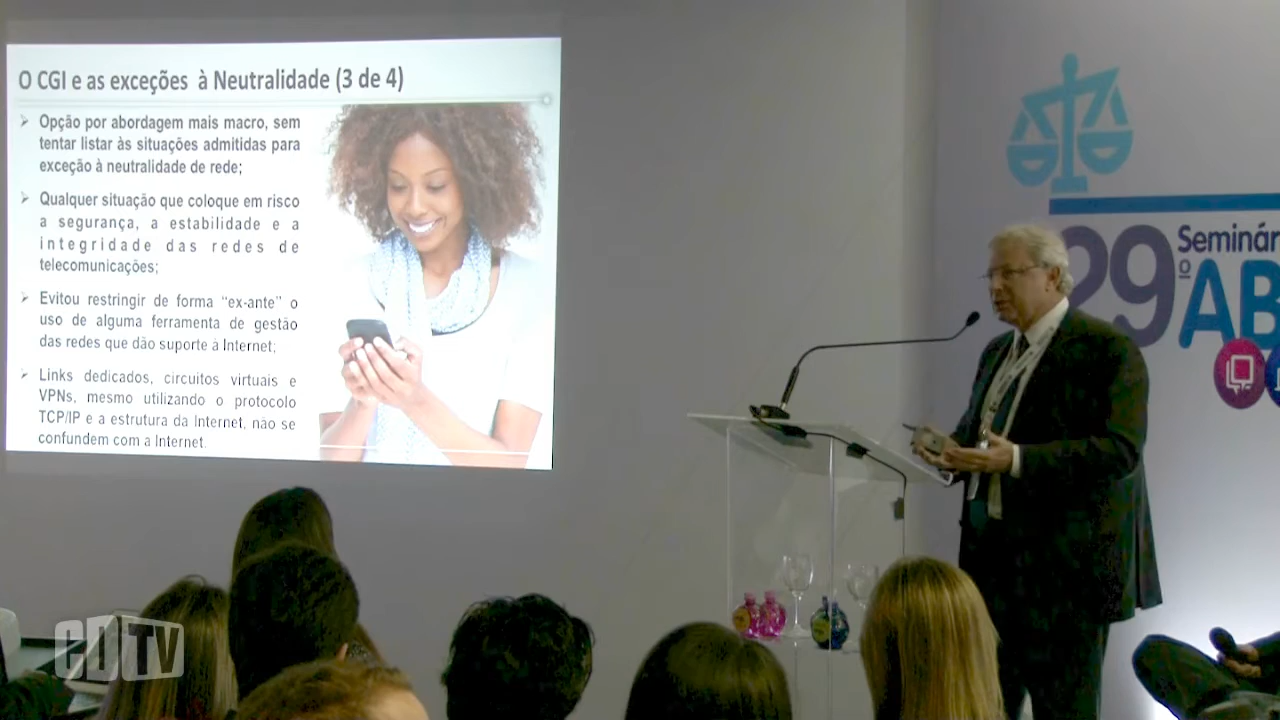 O CGI e as exceções à Neutralidade (3 de 4)
Opção por abordagem mais macro, sem
tentar listar às situações admitidas para
exceção à neutralidade de rede;
Qualquer situação que coloque em risco
a segurança, a estabilidade e a
integridade das redes de
telecomunicações;
Evitou restringir de forma “ex-ante” o
uso de alguma ferramenta de gestão
das redes que dão suporte à Internet;
Links dedicados, circuitos virtuais e
VPNs, mesmo utilizando o protocolo
TCP/IP e a estrutura da Internet, não se
confundem com a Internet.
29º Seminár
AB
CDTV